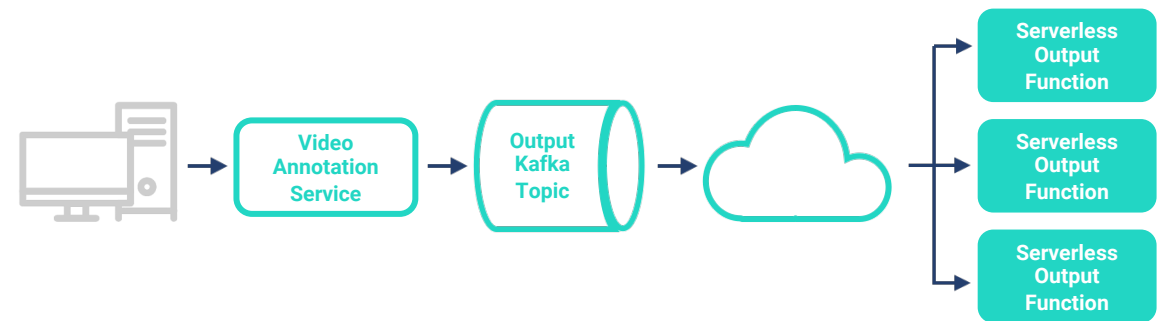 Video
Annotation
Service
Output
Kafka
Topic
Serverless
Output
Function
Serverless
Output
Function
Serverless
Output
Function